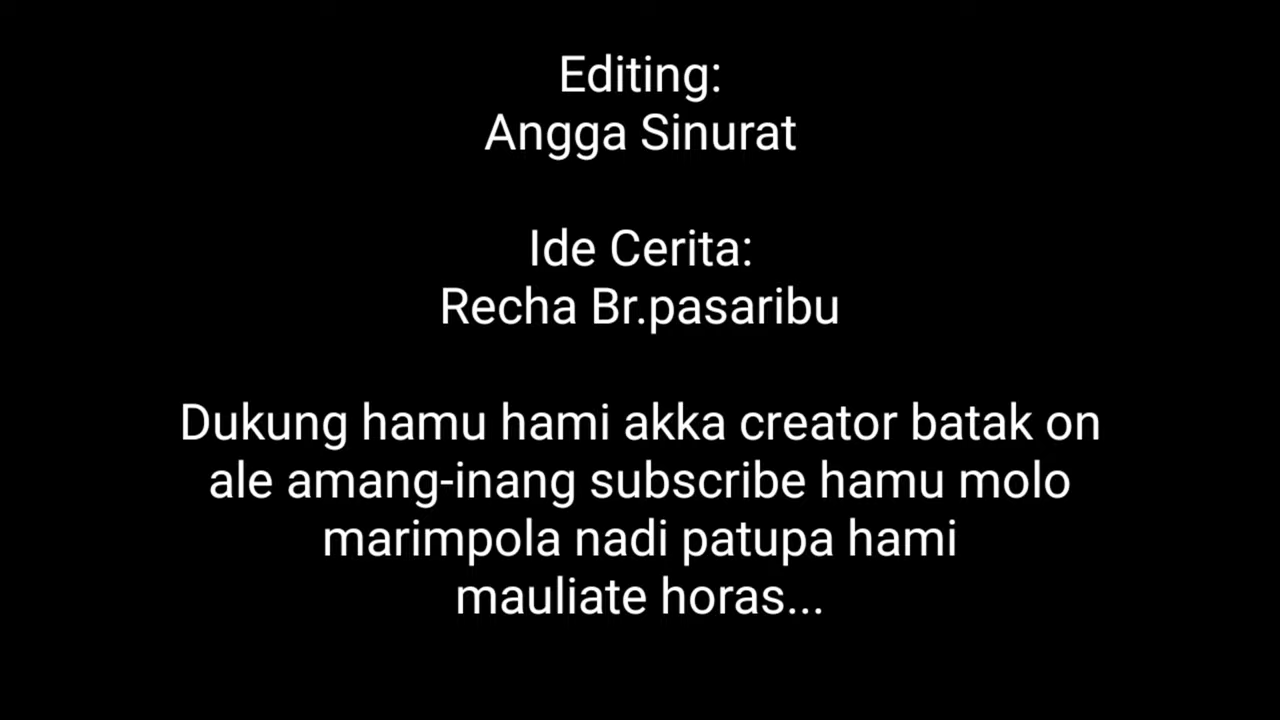 Editing:
Angga Sinurat
Ide Cerita:
Recha Br.pasaribu
Dukung hamu hami akka creator batak on
ale amang-inang subscribe hamu molo
marimpola nadi patupa hami
mauliate horas...